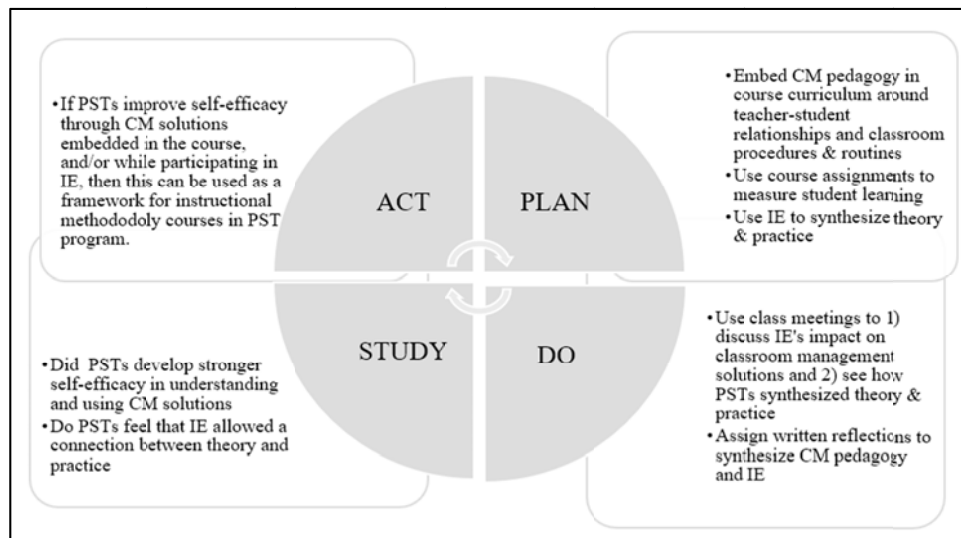 •If PSTs improve self-efficacy
through CM solutions
embedded in the course,
and/or while participating in
IE, then this can be used as a
framework for instructional
methododoly courses in PST
program.
ACT
PLAN
•Embed CM pedagogy in
course curriculum around
teacher-student
relationships and classroom
procedures & routines
•Use course assignments to
measure student learning
•Use IE to synthesize theory
& practice
•Did PSTs develop stronger
self-efficacy in understanding
and using CM solutions
•Do PSTs feel that IE allowed a
connection between theory and
practice
STUDY
DO
•Use class meetings to 1)
discuss IE's impact on
classroom management
solutions and 2) see how
PSTs synthesized theory &
practice
•Assign written reflections to
synthesize CM pedagogy
and IE